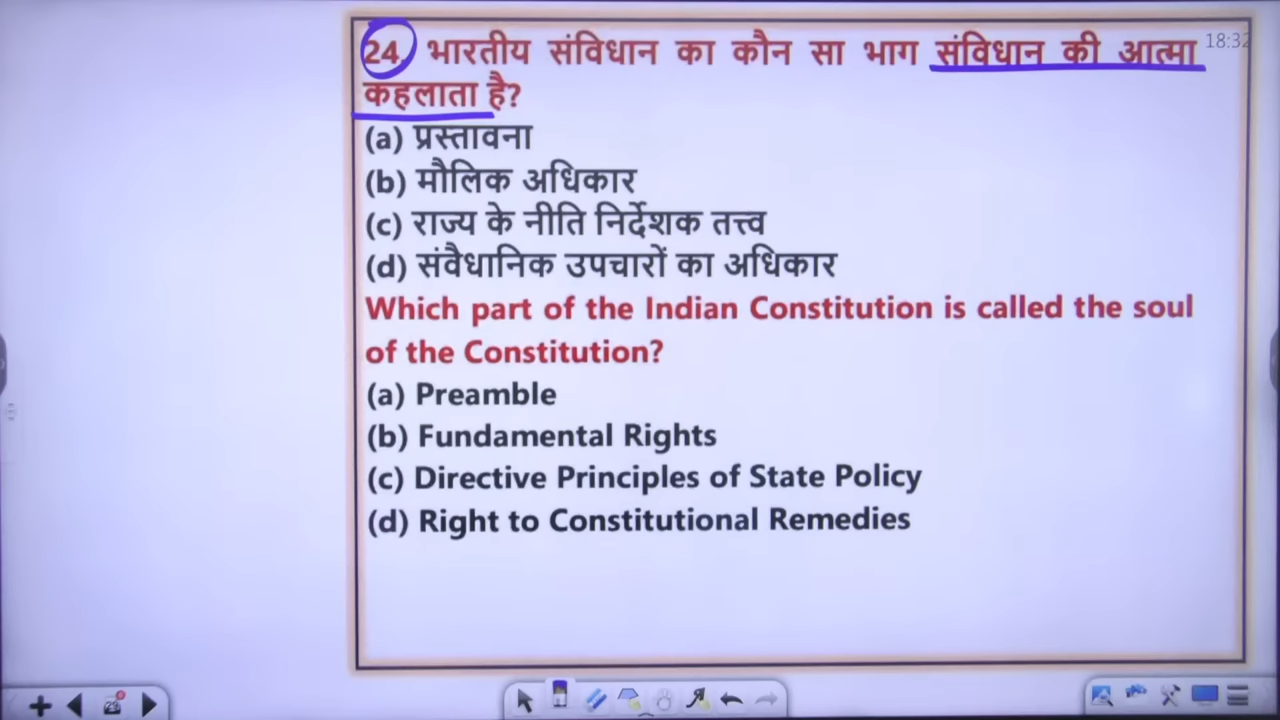 24. भारतीय संविधान का कौन सा भाग संविधान की आत्मा
18:32
कहलाता है?
(a) प्रस्तावना
(b) मौलिक अधिकार
(c) राज्य के नीति निर्देशक तत्त्व
(d) संवैधानिक उपचारों का अधिकार
Which part of the Indian Constitution is called the soul
of the Constitution?
(a) Preamble
(b) Fundamental Rights
(c) Directive Principles of State Policy
(d) Right to Constitutional Remedies